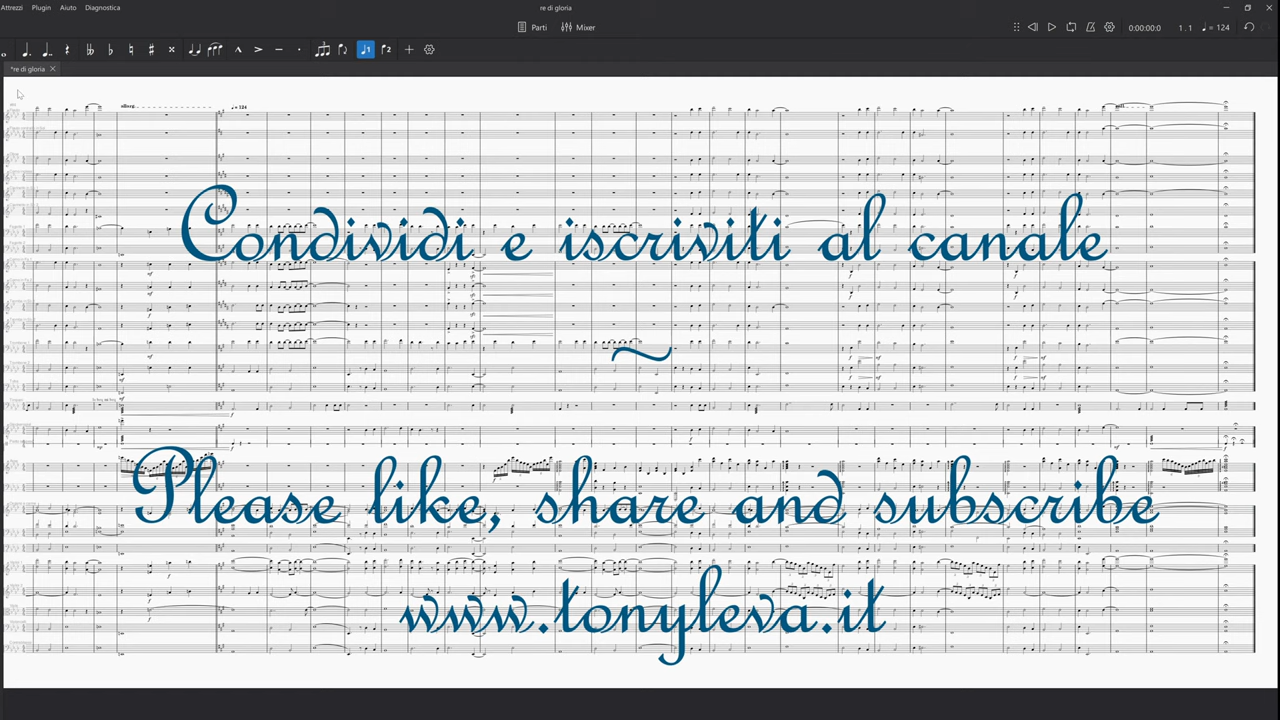 Attrezzi Plugin Aiuto Diagnostica re di gloria
Parti Mixer 0:00:00:0 1 . 1 = 124
*re di gloria
= 124
Condividi e iscriviti al canale
~
Please like, share and subscribe
www.tonyleva.it